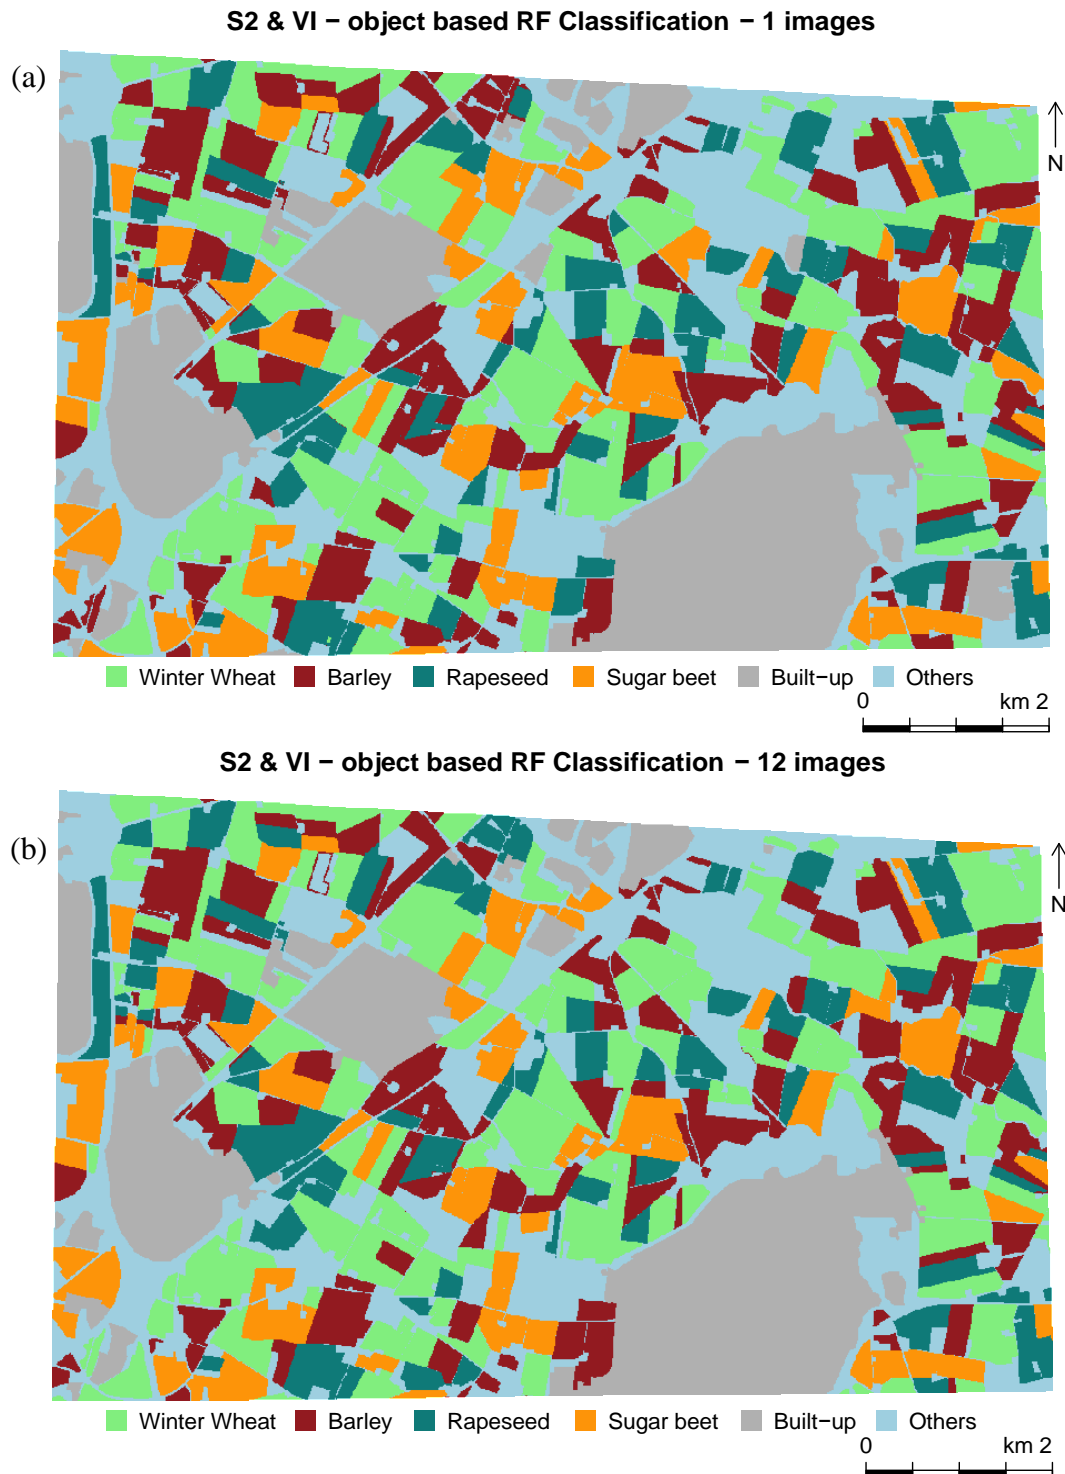 S2 & VI − object based RF Classification − 1 images
(a)
N
Winter Wheat Barley Rapeseed Sugar beet Built−up Others
0 km 2
S2 & VI − object based RF Classification − 12 images
(b)
N
Winter Wheat Barley Rapeseed Sugar beet Built−up Others
0 km 2